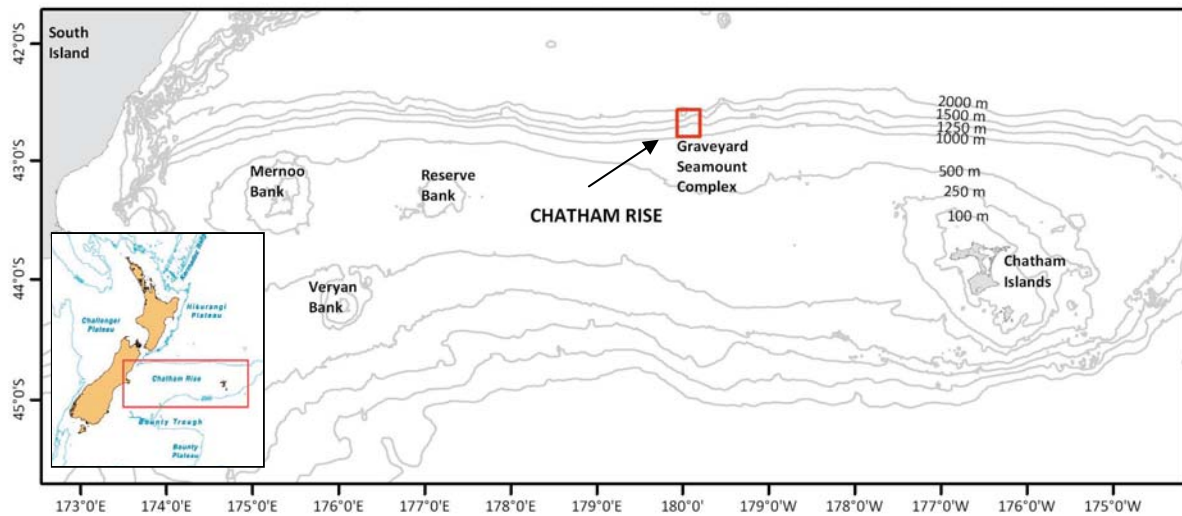 South
Island
42°0'S
43°0'S
44°0'S
45°0'S
2000 m
1500 m
1250 m
1000 m
Graveyard
Seamount
Complex
Mernoo
Bank
Reserve
Bank
500 m
250 m
100 m
CHATHAM RISE
Chatham
Islands
Veryan
Bank
Hikurangi
Plateau
Challenger
Plateau
Chatham Rise
Bounty Trough
Bounty
Plateau
173°0'E
174°0'E
175°0'E
176°0'E
177°0'E
178°0'E
179°0'E
180°0'
179°0'W
178°0'W
177°0'W
176°0'W
175°0'W